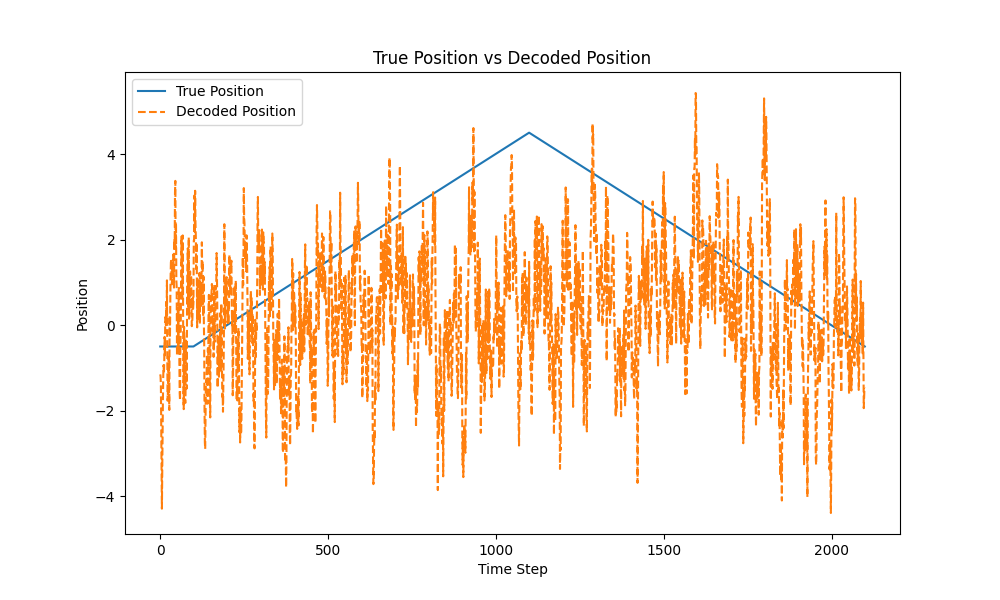 True Position vs Decoded Position
True Position
Decoded Position
Position
4
2
0
−2
−4
0 500 1000 1500 2000
Time Step